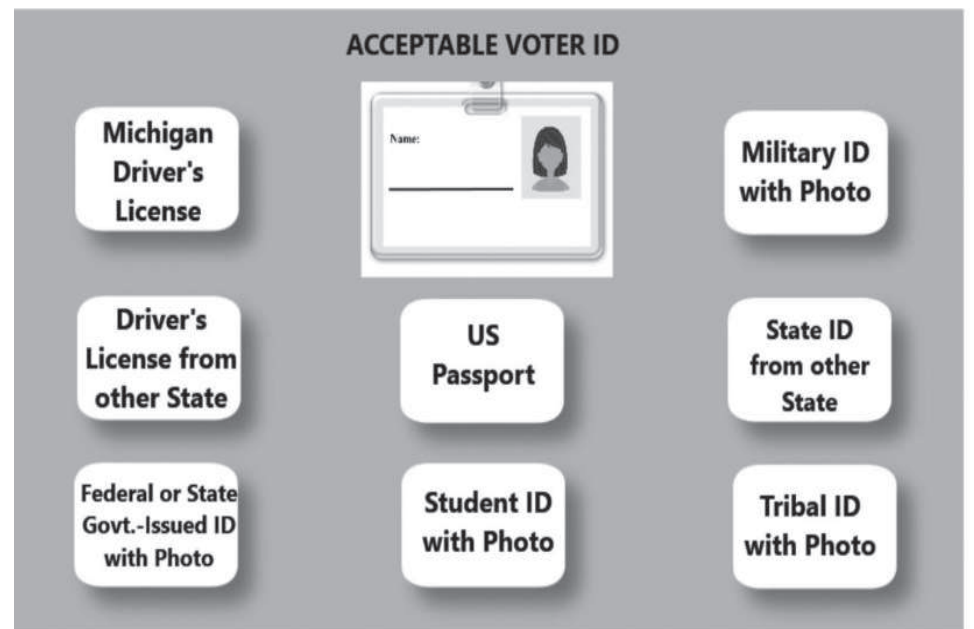 ACCEPTABLE VOTER ID
Michigan
Driver's
License
Name:
Military ID
with Photo
Driver's
License from
other State
US
Passport
State ID
from other
State
Federal or State
Govt.-Issued ID
with Photo
Student ID
with Photo
Tribal ID
with Photo